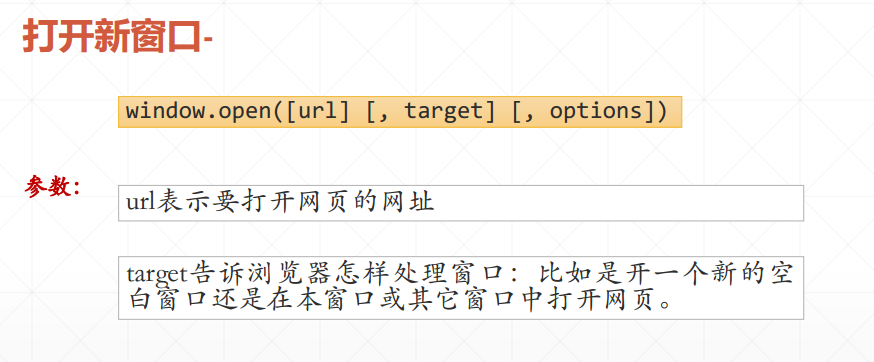 打开新窗口-
window.open([url] [, target] [, options])
参数：
url表示要打开网页的网址
target告诉浏览器怎样处理窗口：比如是开一个新的空
白窗口还是在本窗口或其它窗口中打开网页。